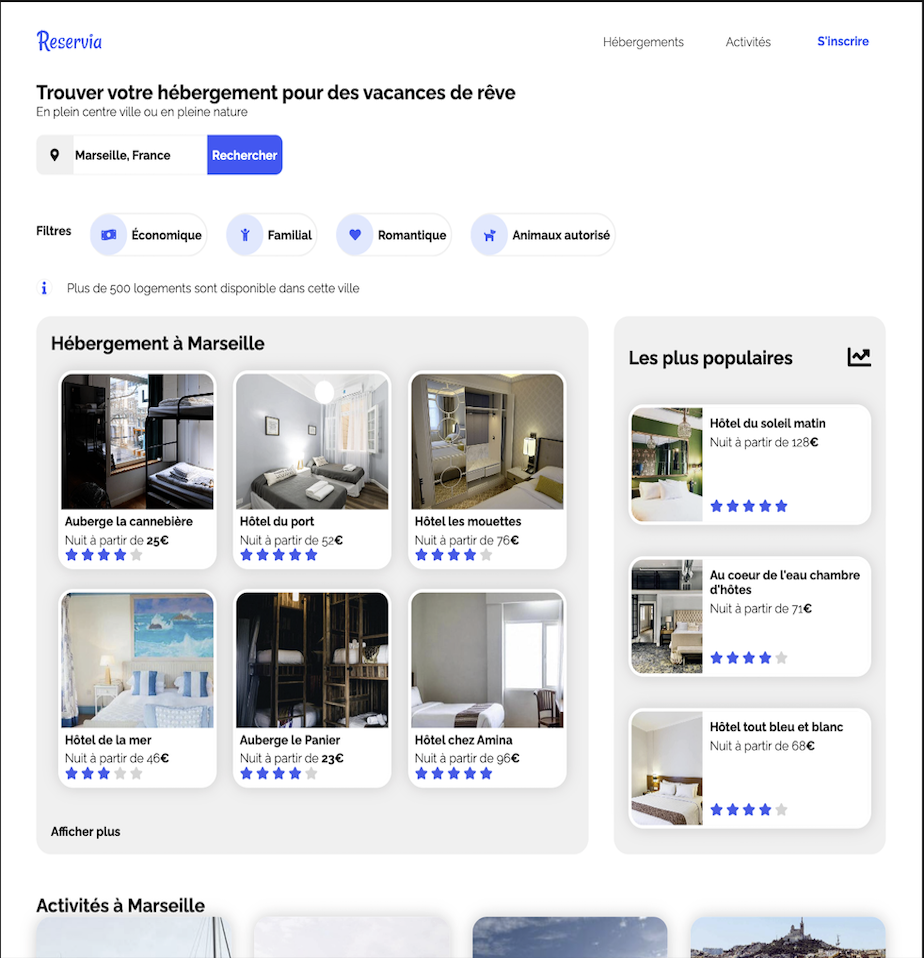 Reservia
Hébergements
Activités
S'inscrire
Trouver votre hébergement pour des vacances de rêve
En plein centre ville ou en pleine nature
Marseille, France
Rechercher
Filtres
Économique
Familial
Romantique
Animaux autorisé
Plus de 500 logements sont disponible dans cette ville
Hébergement à Marseille
Auberge la cannebière
Nuit à partir de 25€
Hôtel du port
Nuit à partir de 52€
Hôtel les mouettes
Nuit à partir de 76€
Hôtel de la mer
Nuit à partir de 46€
Auberge le Panier
Nuit à partir de 23€
Hôtel chez Amina
Nuit à partir de 96€
Afficher plus
Les plus populaires
Hôtel du soleil matin
Nuit à partir de 128€
Au coeur de l'eau chambre
d'hôtes
Nuit à partir de 71€
Hôtel tout bleu et blanc
Nuit à partir de 68€
Activités à Marseille